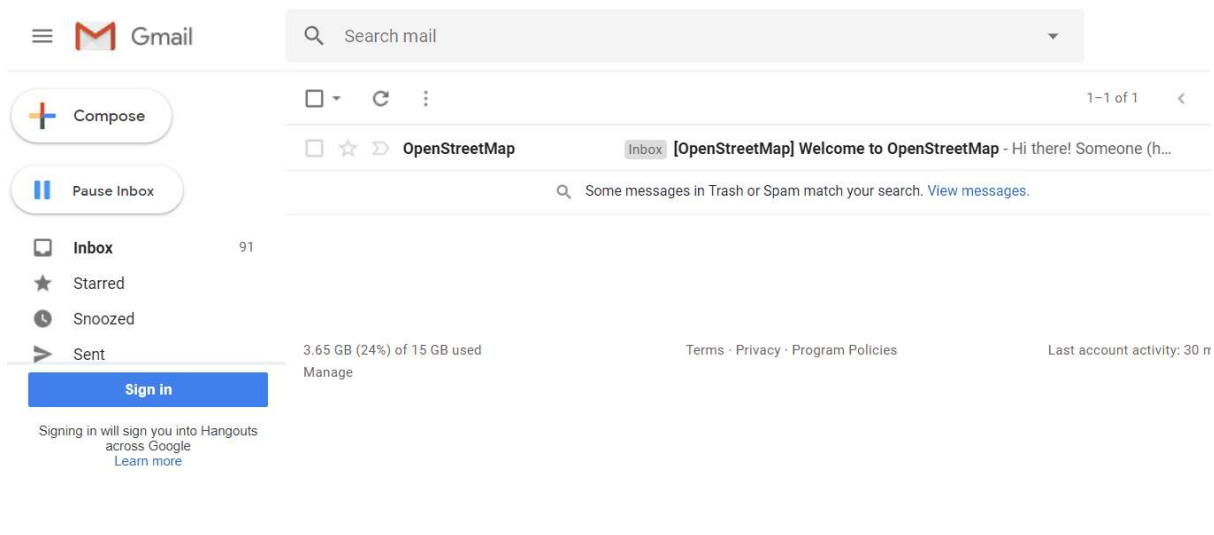 Gmail
Search mail
Compose
1–1 of 1
OpenStreetMap Inbox [OpenStreetMap] Welcome to OpenStreetMap - Hi there! Someone (h...
Pause Inbox
Some messages in Trash or Spam match your search. View messages.
Inbox 91
Starred
Snoozed
Sent
3.65 GB (24%) of 15 GB used
Manage
Terms · Privacy · Program Policies
Last account activity: 30 m
Sign in
Signing in will sign you into Hangouts
across Google
Learn more